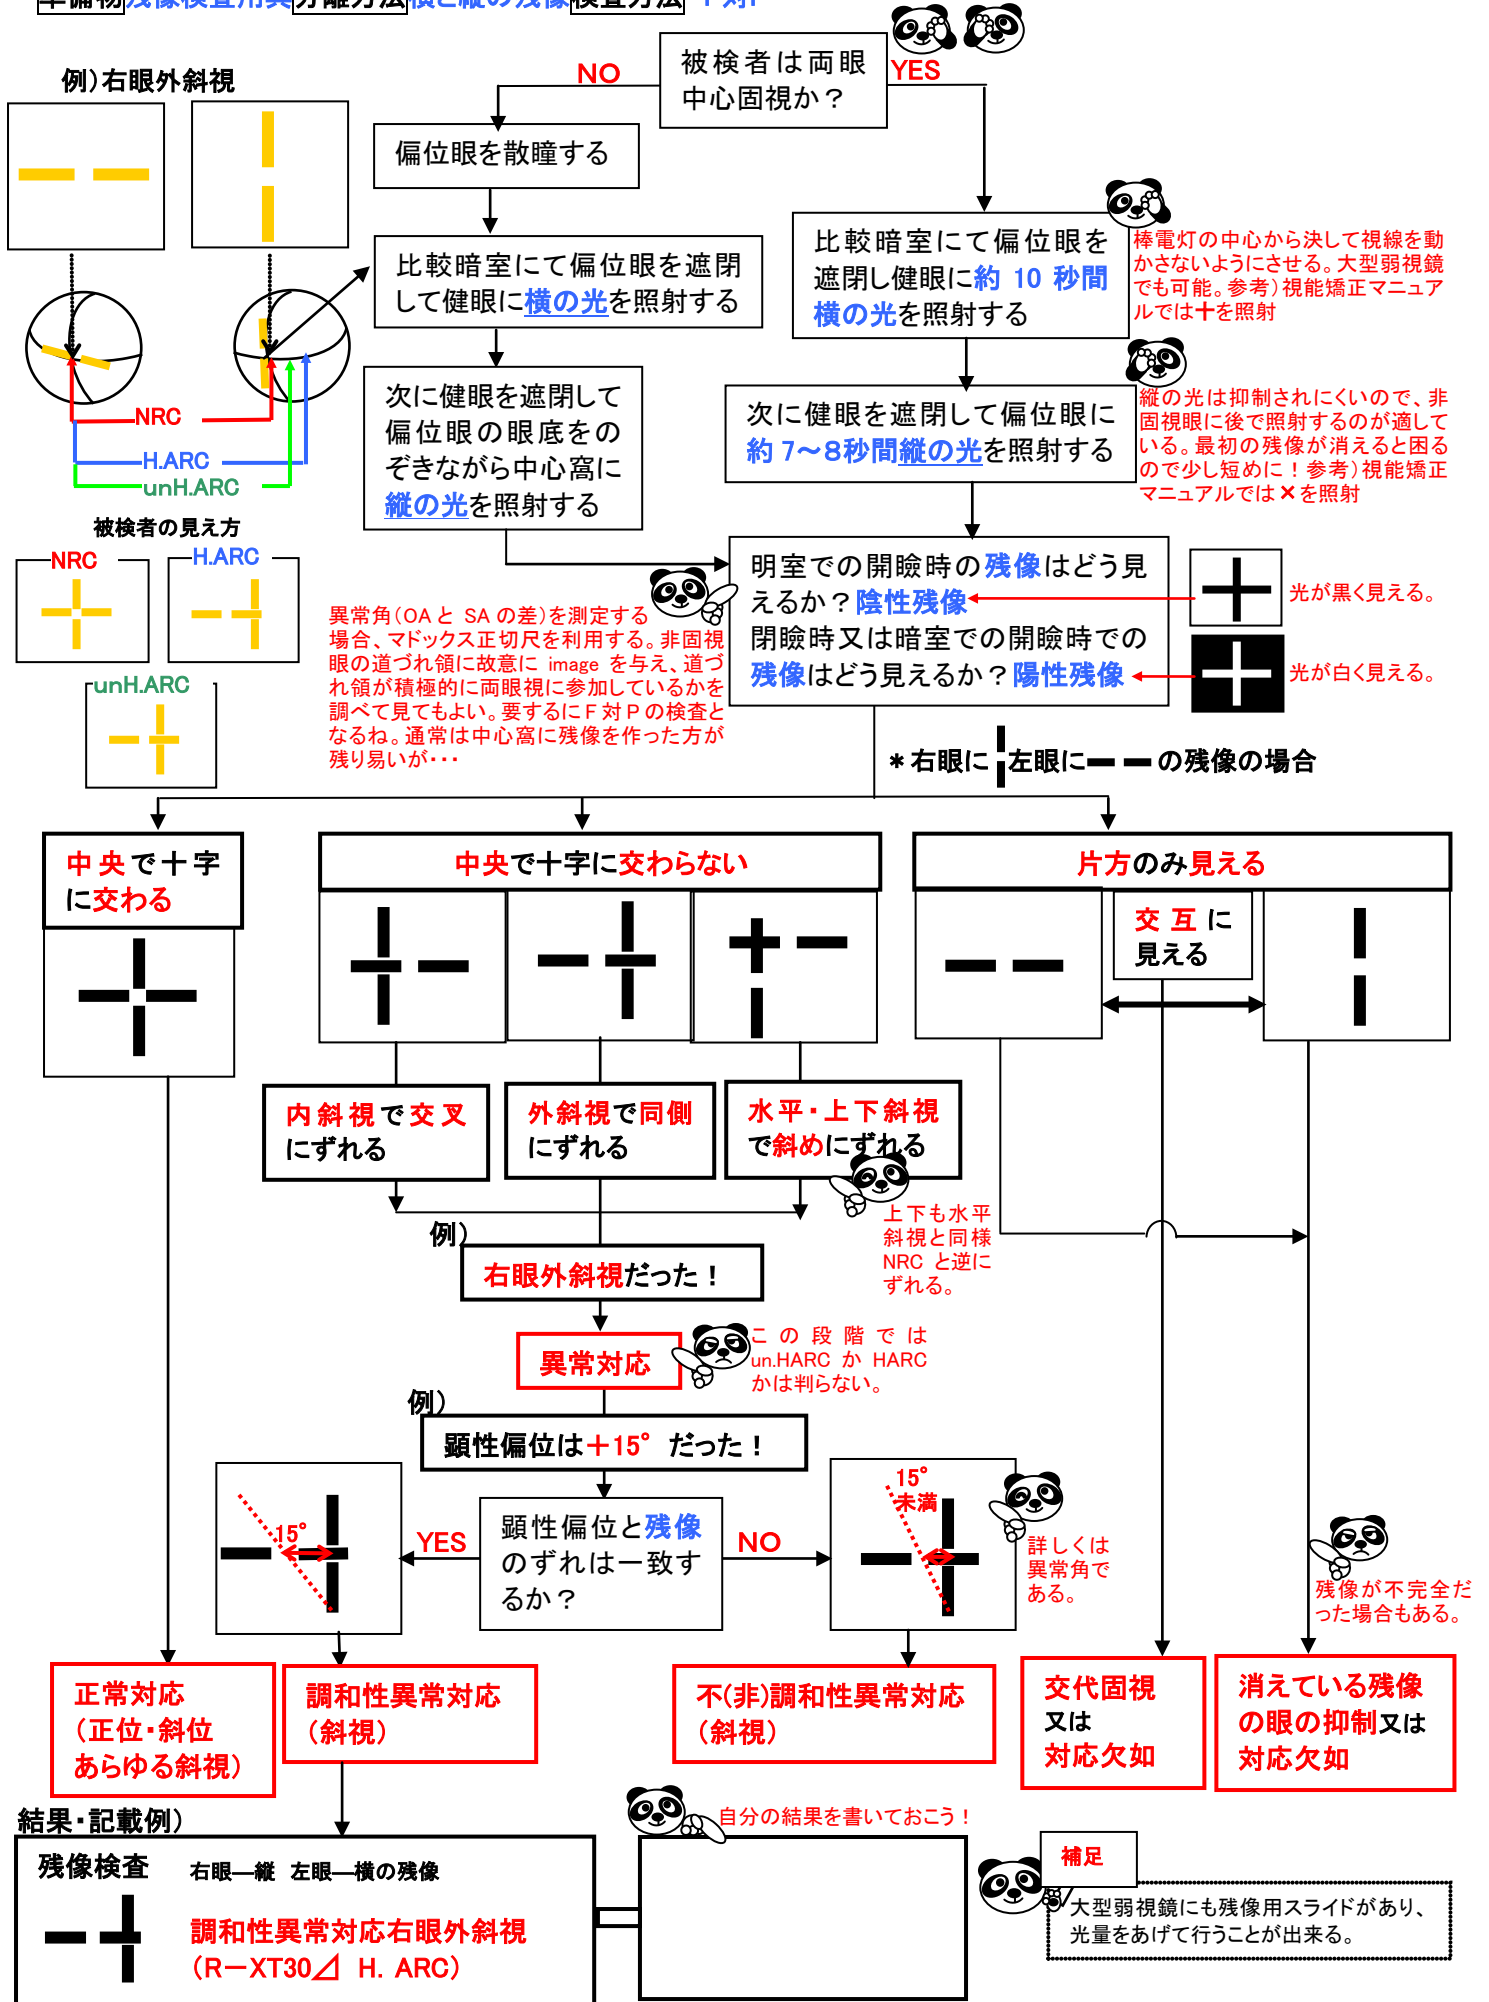 準備物 残像検査用具 分離方法 横と縦の残像 検査方法 F対F
例)右眼外斜視
被検者は両眼
中心固視か?
NO
YES
偏位眼を散瞳する
比較暗室にて偏位眼を遮閉
して健眼に横の光を照射する
次に健眼を遮閉して
偏位眼の眼底をの
ぞきながら中心窩に
縦の光を照射する
比較暗室にて偏位眼を
遮閉し健眼に約 10 秒間
横の光を照射する
棒電灯の中心から決して視線を動
かさないようにさせる。大型弱視鏡
でも可能。参考)視能矯正マニュア
ルでは十を照射
次に健眼を遮閉して偏位眼に
約 7~8秒間縦の光を照射する
縦の光は抑制されにくいので、非
固視眼に後で照射するのが適して
いる。最初の残像が消えると困る
ので少し短めに!参考)視能矯正
マニュアルでは×を照射
NRC
H.ARC
unH.ARC
被検者の見え方
NRC
H.ARC
unH.ARC
明室での開瞼時の残像はどう見
えるか?陰性残像
閉瞼時又は暗室での開瞼時での
残像はどう見えるか?陽性残像
光が黒く見える。
光が白く見える。
異常角(OAと SAの差)を測定する
場合、マドックス正切尺を利用する。非固視
眼の道づれ領に故意に image を与え、道づ
れ領が積極的に両眼視に参加しているかを
調べて見てもよい。要するにF対Pの検査と
なるね。通常は中心窩に残像を作った方が
残り易いが・・・
*右眼に 左眼に の残像の場合
中央で十字
に交わる
中央で十字に交わらない
片方のみ見える
交互に
見える
内斜視で交叉
にずれる
外斜視で同側
にずれる
水平・上下斜視
で斜めにずれる
上下も水平
斜視と同様
NRC と逆に
ずれる。
例)
右眼外斜視だった!
異常対応
この段階では
un.HARC か HARC
かは判らない。
例)
顕性偏位は+15° だった!
15°
YES
顕性偏位と残像
のずれは一致す
るか?
NO
15°
未満
詳しくは
異常角で
ある。
残像が不完全だ
った場合もある。
正常対応
(正位・斜位
あらゆる斜視)
調和性異常対応
(斜視)
不(非)調和性異常対応
(斜視)
交代固視
又は
対応欠如
消えている残像
の眼の抑制又は
対応欠如
結果・記載例)
残像検査 右眼―縦 左眼―横の残像
調和性異常対応右眼外斜視
(R-XT30⊿ H. ARC)
自分の結果を書いておこう!
補足
大型弱視鏡にも残像用スライドがあり、
光量をあげて行うことが出来る。